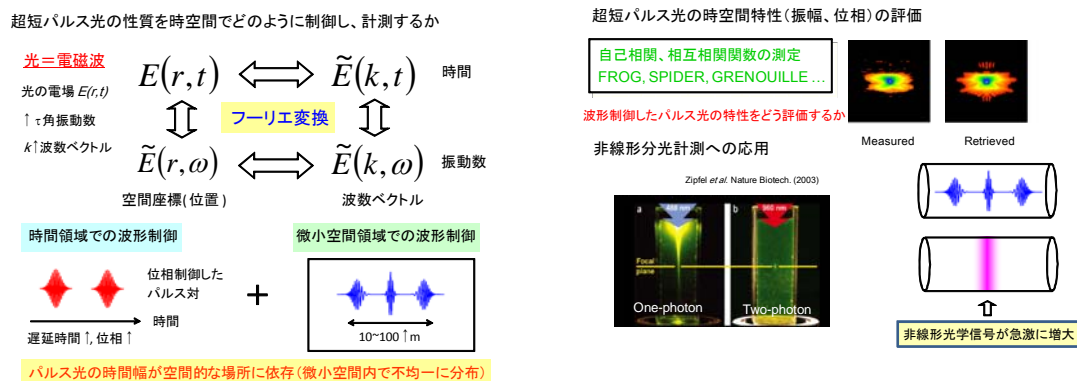 超短パルス光の性質を時空間でどのように制御し、計測するか
光=電磁波
光の電場 E(r,t)
↑ τ角振動数
k↑波数ベクトル
E(r,t) ⇔ Ẽ(k,t) 時間
フーリエ変換
Ẽ(r,ω) ⇔ Ẽ(k,ω) 振動数
空間座標(位置) 波数ベクトル
時間領域での波形制御
位相制御した
パルス対
時間
遅延時間↑, 位相↑
+
微小空間領域での波形制御
10~100↑m
パルス光の時間幅が空間的な場所に依存(微小空間内で不均一に分布)
超短パルス光の時空間特性(振幅、位相)の評価
自己相関、相互相関関数の測定
FROG, SPIDER, GRENOUILLE …
波形制御したパルス光の特性をどう評価するか
Measured Retrieved
非線形分光計測への応用
Zipfel et al. Nature Biotech. (2003)
a 488 nm b 960 nm
Focal
plane
One-photon Two-photon
非線形光学信号が急激に増大